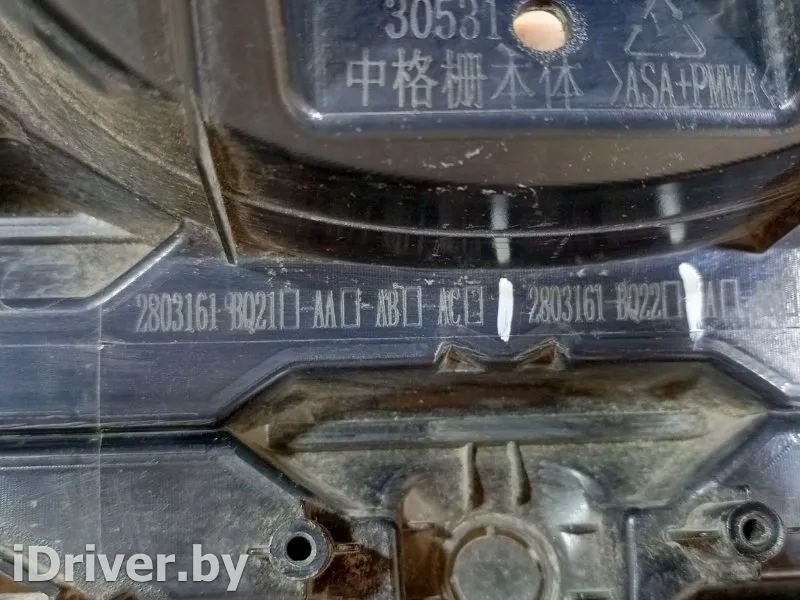 30531
中格栅本体 >ASA+PMMA<
2803161-BQ21□-AA□-AB□-AC□ 2803161-BQ22□
iDriver.by